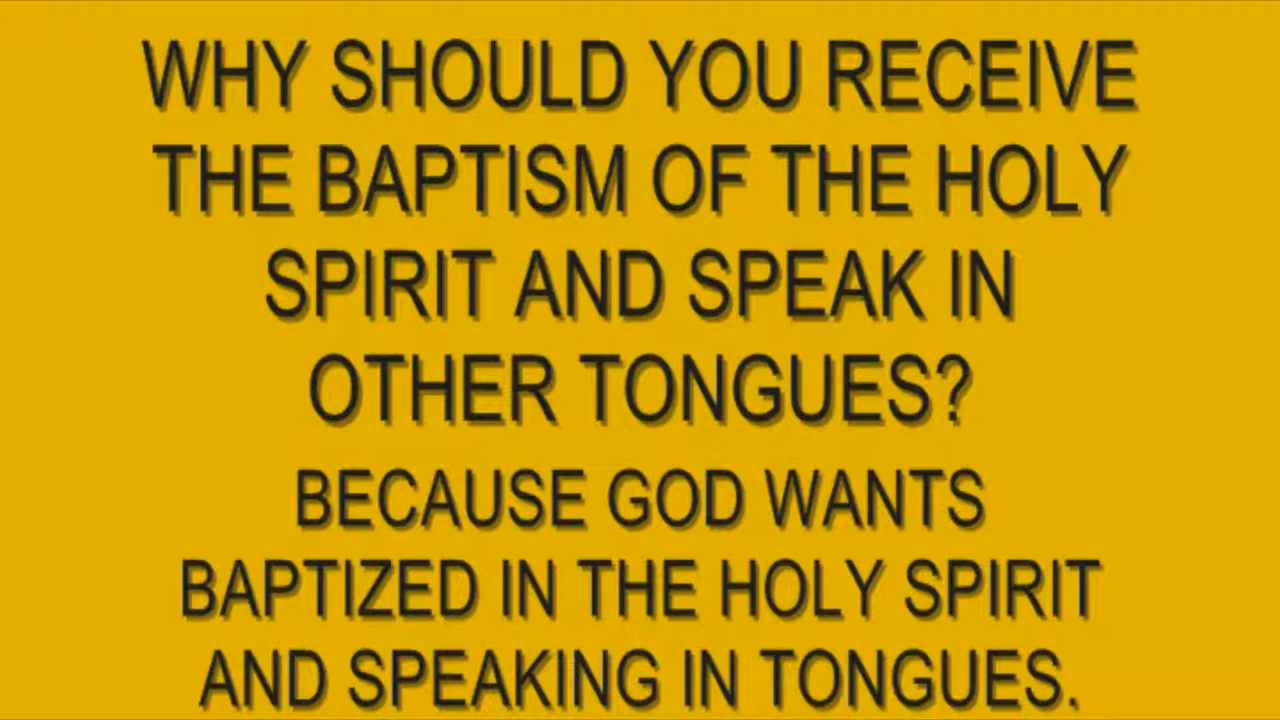 WHY SHOULD YOU RECEIVE
THE BAPTISM OF THE HOLY
SPIRIT AND SPEAK IN
OTHER TONGUES?
BECAUSE GOD WANTS
BAPTIZED IN THE HOLY SPIRIT
AND SPEAKING IN TONGUES.